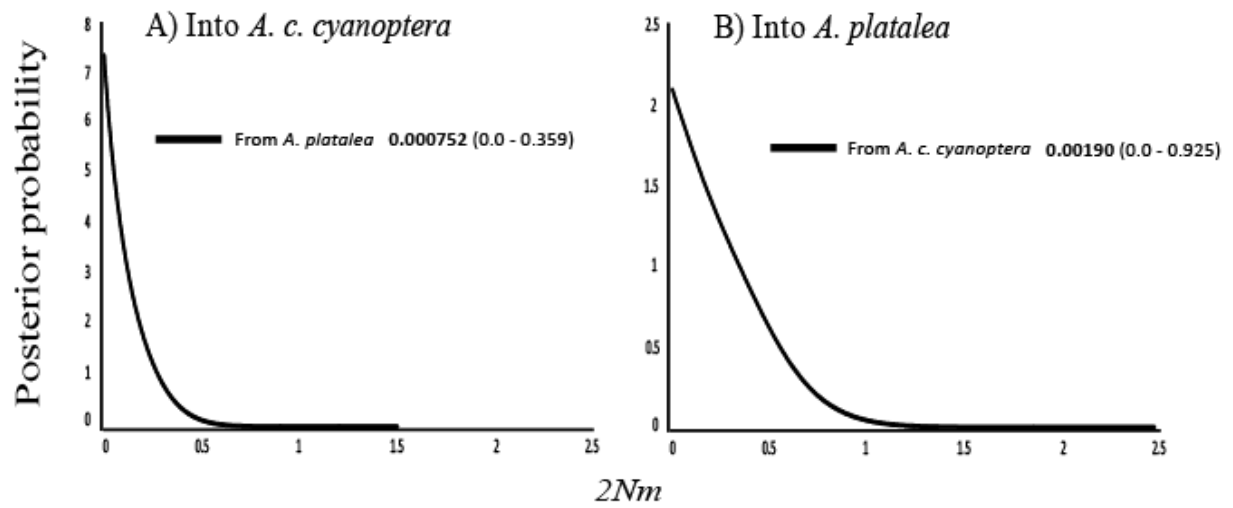 A) Into A. c. cyanoptera
From A. platalea 0.000752 (0.0 - 0.359)
Posterior probability
8
7
6
5
4
3
2
1
0
0 0.5 1 1.5 2 2.5
B) Into A. platalea
From A. c. cyanoptera 0.00190 (0.0 - 0.925)
2.5
2
1.5
1
0.5
0
0 0.5 1 1.5 2 2.5
2Nm